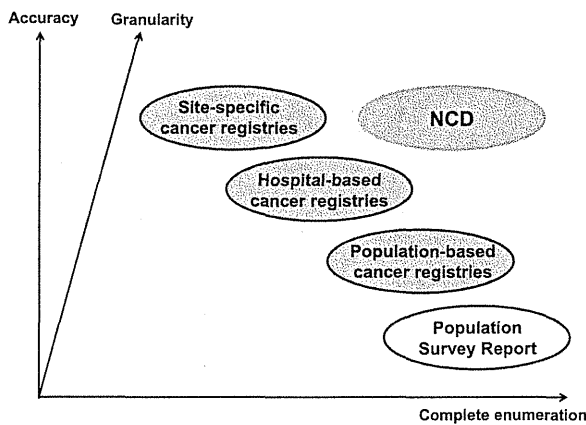 Accuracy
Granularity
Site-specific
cancer registries
NCD
Hospital-based
cancer registries
Population-based
cancer registries
Population
Survey Report
Complete enumeration